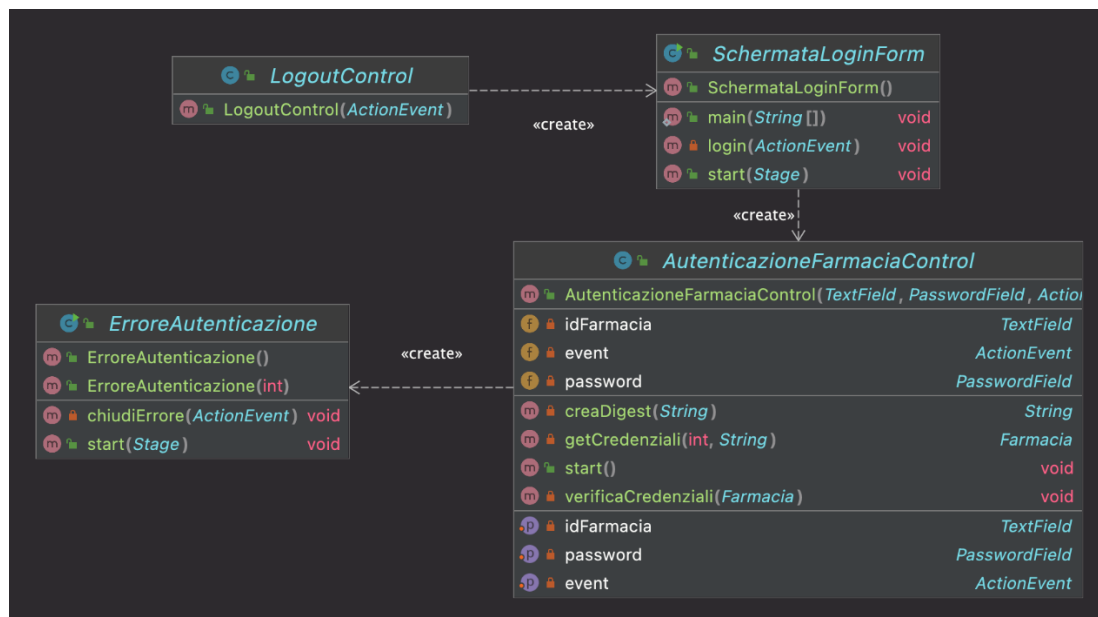 LogoutControl
LogoutControl(ActionEvent)
«create»
SchermataLoginForm
SchermataLoginForm()
main(String[]) void
login(ActionEvent) void
start(Stage) void
«create»
AutenticazioneFarmaciaControl
AutenticazioneFarmaciaControl(TextField, PasswordField, Action
idFarmacia TextField
event ActionEvent
password PasswordField
creaDigest(String) String
getCredenziali(int, String) Farmacia
start() void
verificaCredenziali(Farmacia) void
idFarmacia TextField
password PasswordField
event ActionEvent
«create»
ErroreAutenticazione
ErroreAutenticazione()
ErroreAutenticazione(int)
chiudiErrore(ActionEvent) void
start(Stage) void